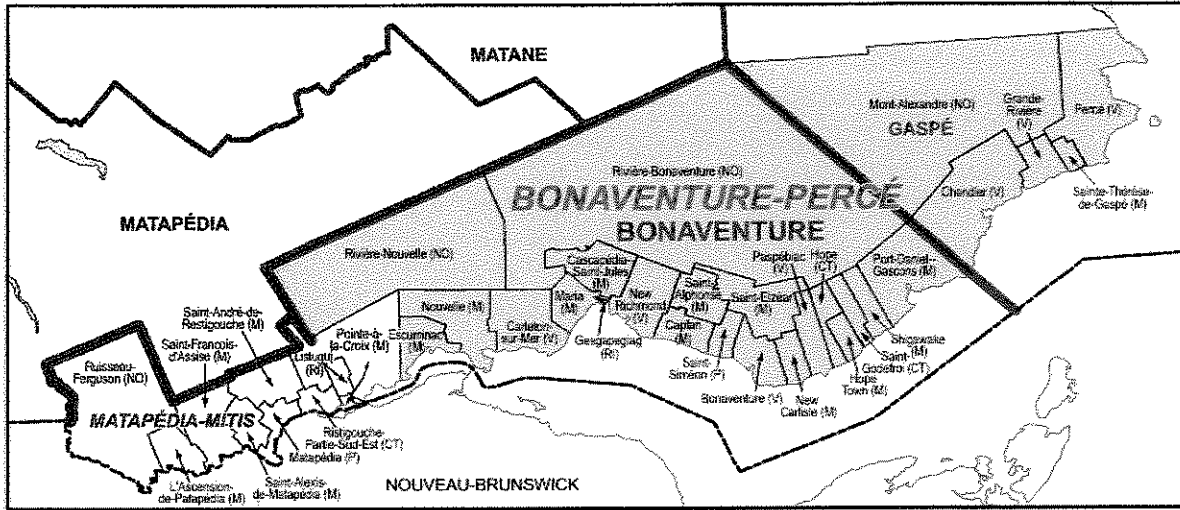 MATANE
MATAPÉDIA
Mont-Alexandre (NO)
GASPÉ
Grande-
Rivière
(V)
Percé (V)
Chandler (V)
Sainte-Thérèse-
de-Gaspé (M)
Rivière-Bonaventure (NO)
BONAVENTURE-PERCÉ
BONAVENTURE
Rivière-Nouvelle (NO)
Cascapédia-
Saint-Jules
(M)
Paspébiac
(V)
Hope
(CT)
Port-Daniel--
Gascons (M)
Nouvelle (M)
Maria
(M)
New
Richmond
(V)
Saint-
Alphonse
(M)
Saint-Elzéar
(M)
Caplan
(M)
Carleton-
sur-Mer (V)
Escuminac
(M)
Pointe-à-
la-Croix (M)
Listuguj
(RI)
Gesgapegiag
(RI)
Saint-
Siméon (P)
Bonaventure (V)
New
Carlisle (M)
Hope
Town (M)
Saint-
Godefroi (CT)
Shigawake
(M)
Saint-André-de-
Restigouche (M)
Saint-François-
d'Assise (M)
Ruisseau-
Ferguson (NO)
MATAPÉDIA-MITIS
Ristigouche-
Partie-Sud-Est (CT)
Matapédia (P)
L'Ascension-
de-Patapédia (M)
Saint-Alexis-
de-Matapédia (M)
NOUVEAU-BRUNSWICK